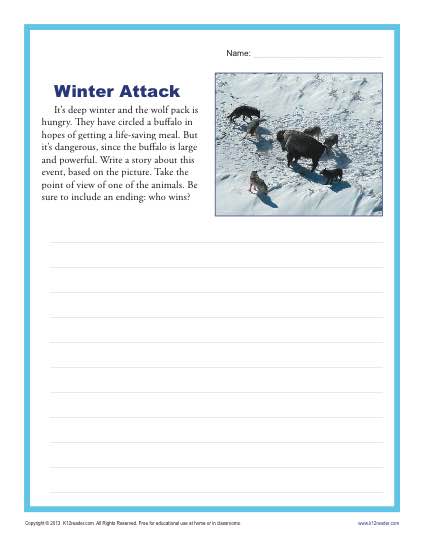 Name:
Winter Attack
It's deep winter and the wolf pack is
hungry. They have circled a buffalo in
hopes of getting a life-saving meal. But
it's dangerous, since the buffalo is large
and powerful. Write a story about this
event, based on the picture. Take the
point of view of one of the animals. Be
sure to include an ending: who wins?
Copyright © 2013 K12reader.com. All Rights Reserved. Free for educational use at home or in classrooms.
www.k12reader.com